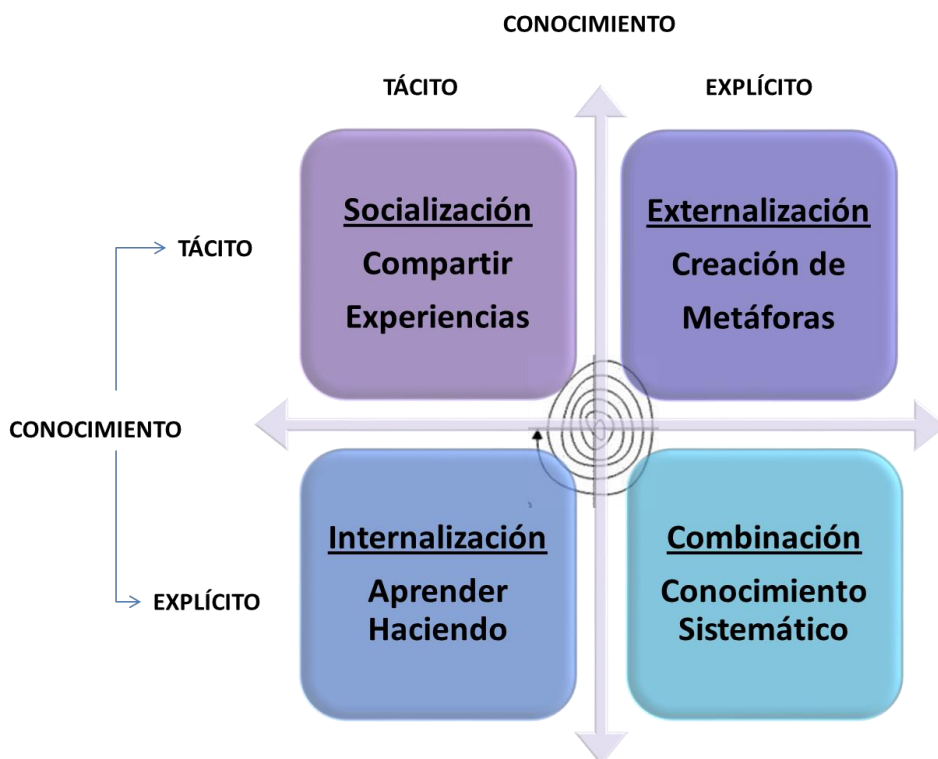 CONOCIMIENTO
TÁCITO
EXPLÍCITO
Socialización
Compartir
Experiencias
Externalización
Creación de
Metáforas
TÁCITO
CONOCIMIENTO
Internalización
Aprender
Haciendo
Combinación
Conocimiento
Sistemático
EXPLÍCITO